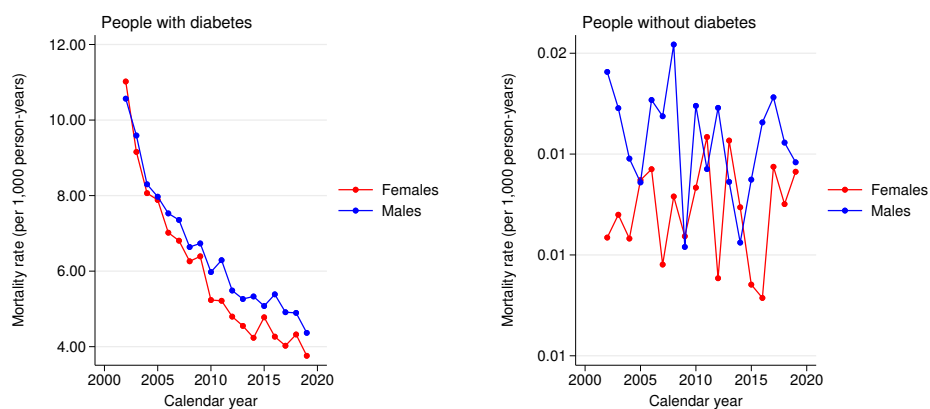 People with diabetes
Mortality rate (per 1,000 person-years)
12.00
10.00
8.00
6.00
4.00
2000 2005 2010 2015 2020
Calendar year
Females
Males
People without diabetes
Mortality rate (per 1,000 person-years)
0.02
0.01
0.01
0.01
2000 2005 2010 2015 2020
Calendar year
Females
Males